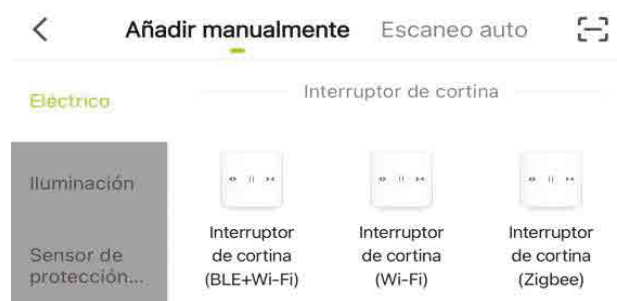 Añadir manualmente Escaneo auto
Eléctrico
Interruptor de cortina
Iluminación
Sensor de
protección...
Interruptor
de cortina
(BLE+Wi-Fi)
Interruptor
de cortina
(Wi-Fi)
Interruptor
de cortina
(Zigbee)